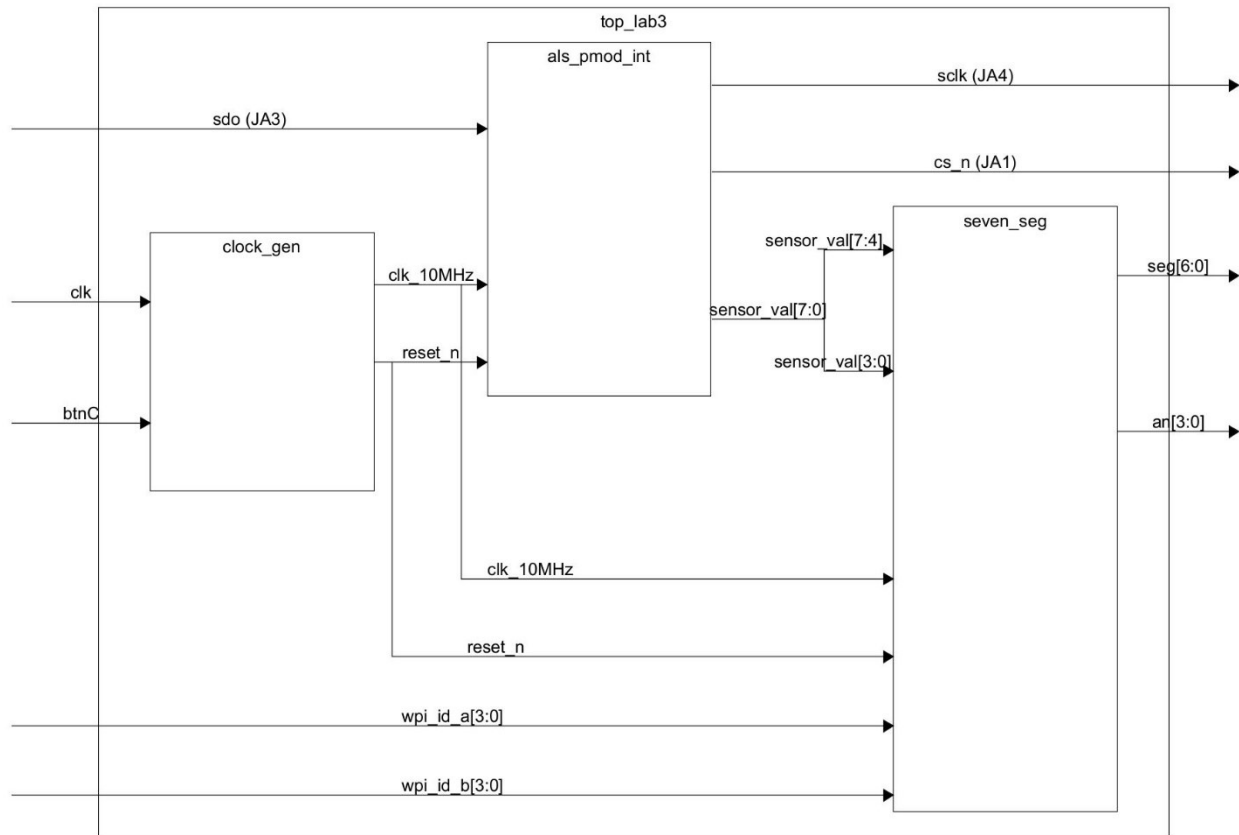 top_lab3
als_pmod_int
sclk (JA4)
sdo (JA3)
cs_n (JA1)
seven_seg
clock_gen
sensor_val[7:4]
clk_10MHz
seg[6:0]
clk
sensor_val[7:0]
reset_n
sensor_val[3:0]
btnC
an[3:0]
clk_10MHz
reset_n
wpi_id_a[3:0]
wpi_id_b[3:0]